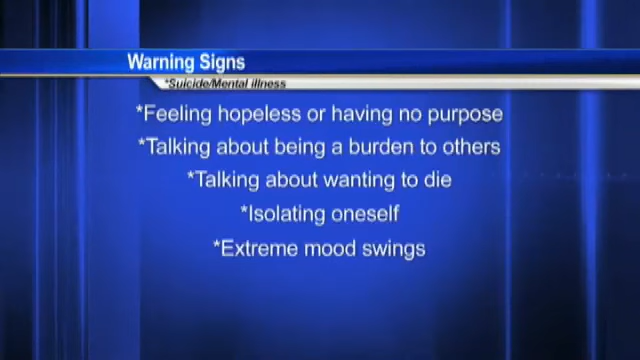 Warning Signs
*Suicide/Mental illness
*Feeling hopeless or having no purpose
*Talking about being a burden to others
*Talking about wanting to die
*Isolating oneself
*Extreme mood swings